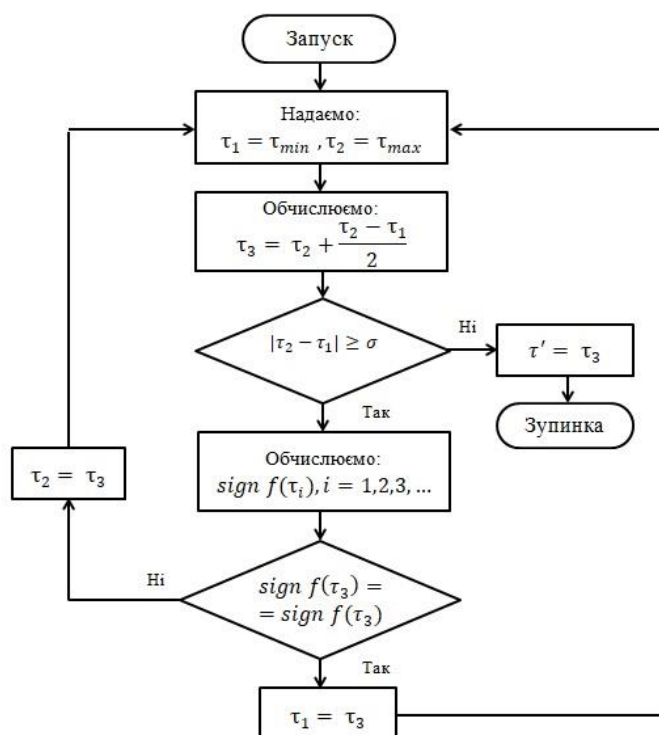 Запуск
Надаємо:
τ₁ = τ_min , τ₂ = τ_max
Обчислюємо:
τ₃ = τ₂ + (τ₂ − τ₁)/2
|τ₂ − τ₁| ≥ σ
Ні
τ′ = τ₃
Так
Зупинка
Обчислюємо:
sign f(τᵢ), i = 1,2,3, …
τ₂ = τ₃
Ні
sign f(τ₃) =
= sign f(τ₃)
Так
τ₁ = τ₃